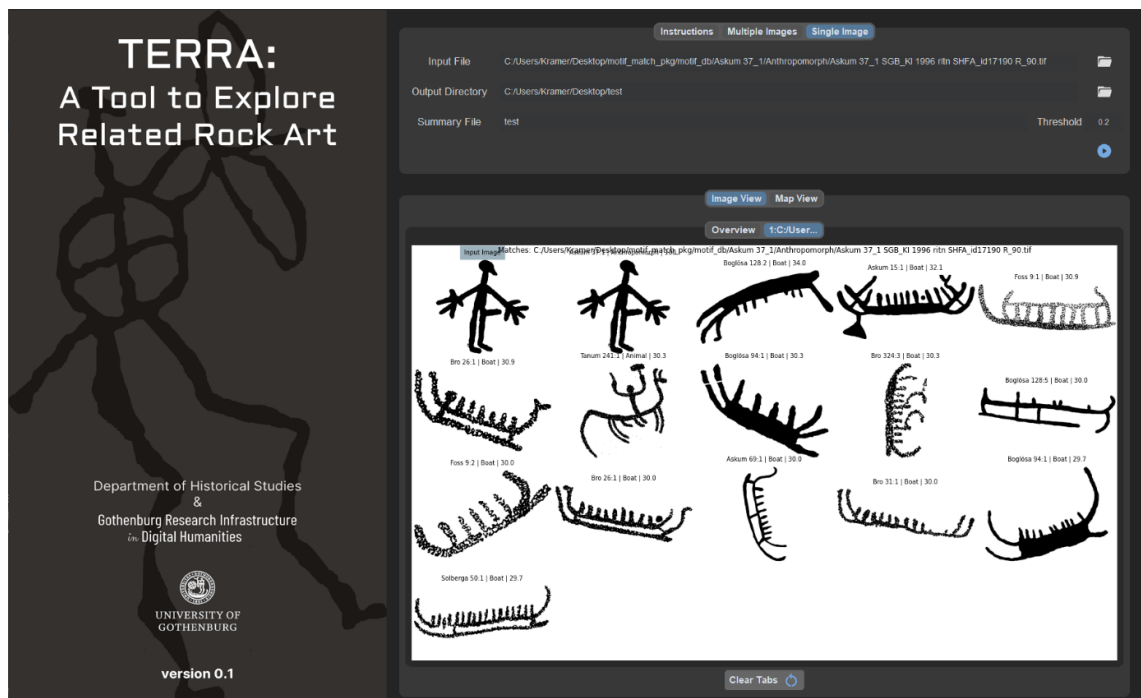 TERRA:
A Tool to Explore
Related Rock Art
Department of Historical Studies
&
Gothenburg Research Infrastructure
in Digital Humanities
UNIVERSITY OF
GOTHENBURG
version 0.1
Instructions Multiple Images Single Image
Input File C:/Users/Kramer/Desktop/motif_match_pkg/motif_db/Askum 37_1/Anthropomorph/Askum 37_1 SGB_KI 1996 ritn SHFA_id17190 R_90.tif
Output Directory C:/Users/Kramer/Desktop/test
Summary File test Threshold 0.2
Image View Map View
Overview 1:C:/User...
Matches: C:/Users/Kramer/Desktop/motif_match_pkg/motif_db/Askum 37_1/Anthropomorph/Askum 37_1 SGB_KI 1996 ritn SHFA_id17190 R_90.tif
Input Image
Boglösa 128:2 | Boat | 34.0
Askum 15:1 | Boat | 32.1
Foss 9:1 | Boat | 30.9
Bro 26:1 | Boat | 30.9
Tanum 241:1 | Animal | 30.3
Boglösa 94:1 | Boat | 30.3
Bro 324:3 | Boat | 30.3
Boglösa 128:5 | Boat | 30.0
Foss 9:2 | Boat | 30.0
Bro 26:1 | Boat | 30.0
Askum 69:1 | Boat | 30.0
Bro 31:1 | Boat | 30.0
Boglösa 94:1 | Boat | 29.7
Solberga 50:1 | Boat | 29.7
Clear Tabs